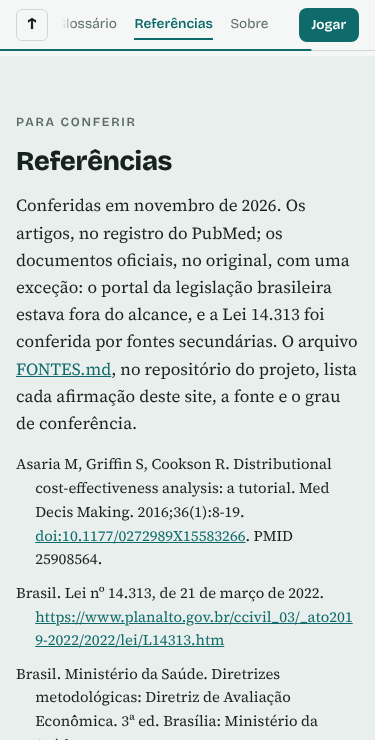 ↑ lossário Referências Sobre Jogar
PARA CONFERIR
Referências
Conferidas em novembro de 2026. Os
artigos, no registro do PubMed; os
documentos oficiais, no original, com uma
exceção: o portal da legislação brasileira
estava fora do alcance, e a Lei 14.313 foi
conferida por fontes secundárias. O arquivo
FONTES.md, no repositório do projeto, lista
cada afirmação deste site, a fonte e o grau
de conferência.
Asaria M, Griffin S, Cookson R. Distributional
cost-effectiveness analysis: a tutorial. Med
Decis Making. 2016;36(1):8-19.
doi:10.1177/0272989X15583266. PMID
25908564.
Brasil. Lei nº 14.313, de 21 de março de 2022.
https://www.planalto.gov.br/ccivil_03/_ato201
9-2022/2022/lei/L14313.htm
Brasil. Ministério da Saúde. Diretrizes
metodológicas: Diretriz de Avaliação
Econômica. 3ª ed. Brasília: Ministério da